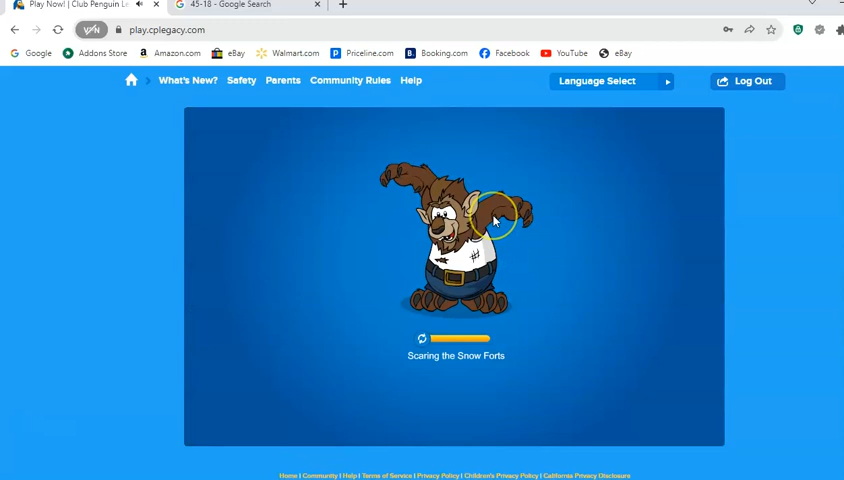 Play Now! | Club Penguin Le
45-18 - Google Search
VPN
play.cplegacy.com
Google Addons Store Amazon.com eBay Walmart.com Priceline.com Booking.com Facebook YouTube eBay
What's New? Safety Parents Community Rules Help Language Select Log Out
Scaring the Snow Forts
Home | Community | Help | Terms of Service | Privacy Policy | Children's Privacy Policy | California Privacy Disclosure